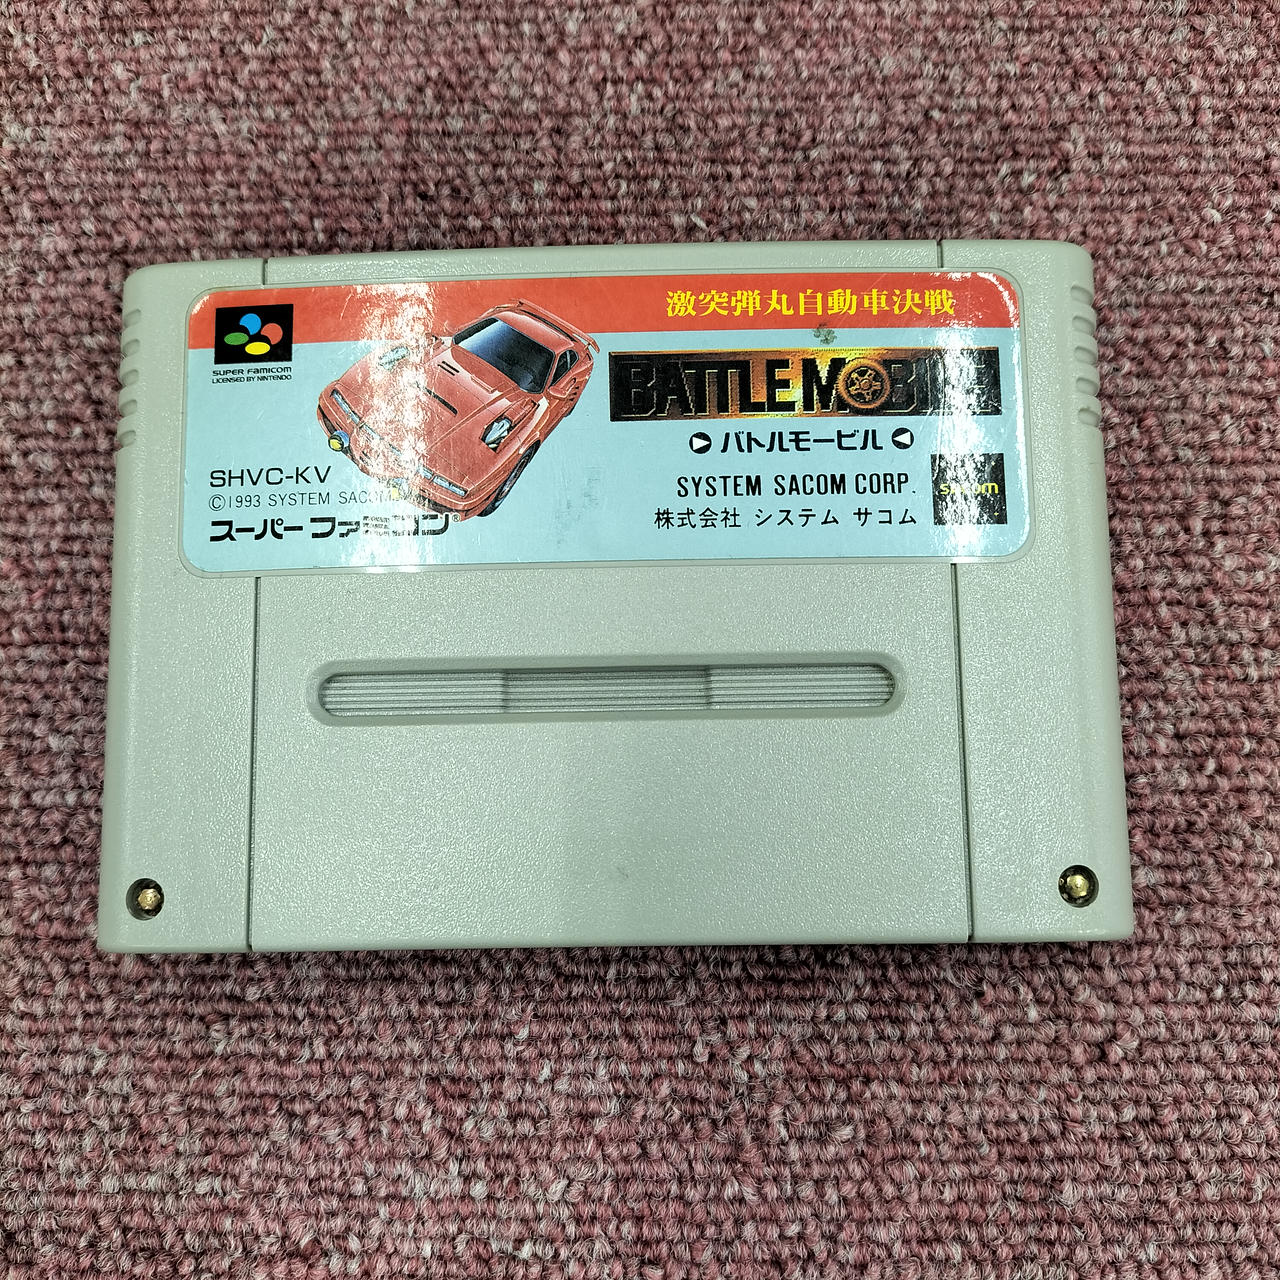 激突弾丸自動車決戦
BATTLE MOBILE
バトルモービル
SUPER FAMICOM
LICENSED BY NINTENDO
SHVC-KV
©1993 SYSTEM SACOM
スーパーファミコン®
SYSTEM SACOM CORP.
株式会社 システム サコム
sacom